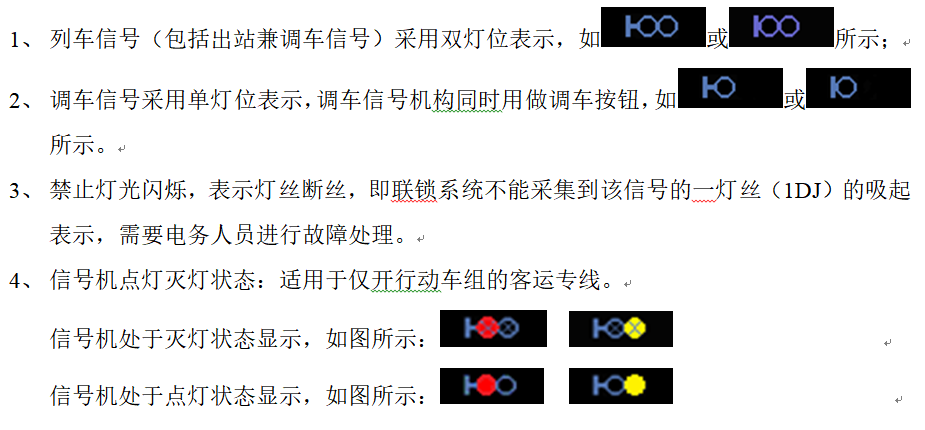 1、 列车信号（包括出站兼调车信号）采用双灯位表示，如或所示；
2、 调车信号采用单灯位表示，调车信号机构同时用做调车按钮，如或
所示。
3、 禁止灯光闪烁，表示灯丝断丝，即联锁系统不能采集到该信号的一灯丝（1DJ）的吸起
表示，需要电务人员进行故障处理。
4、 信号机点灯灭灯状态：适用于仅开行动车组的客运专线。
信号机处于灭灯状态显示，如图所示：
信号机处于点灯状态显示，如图所示：